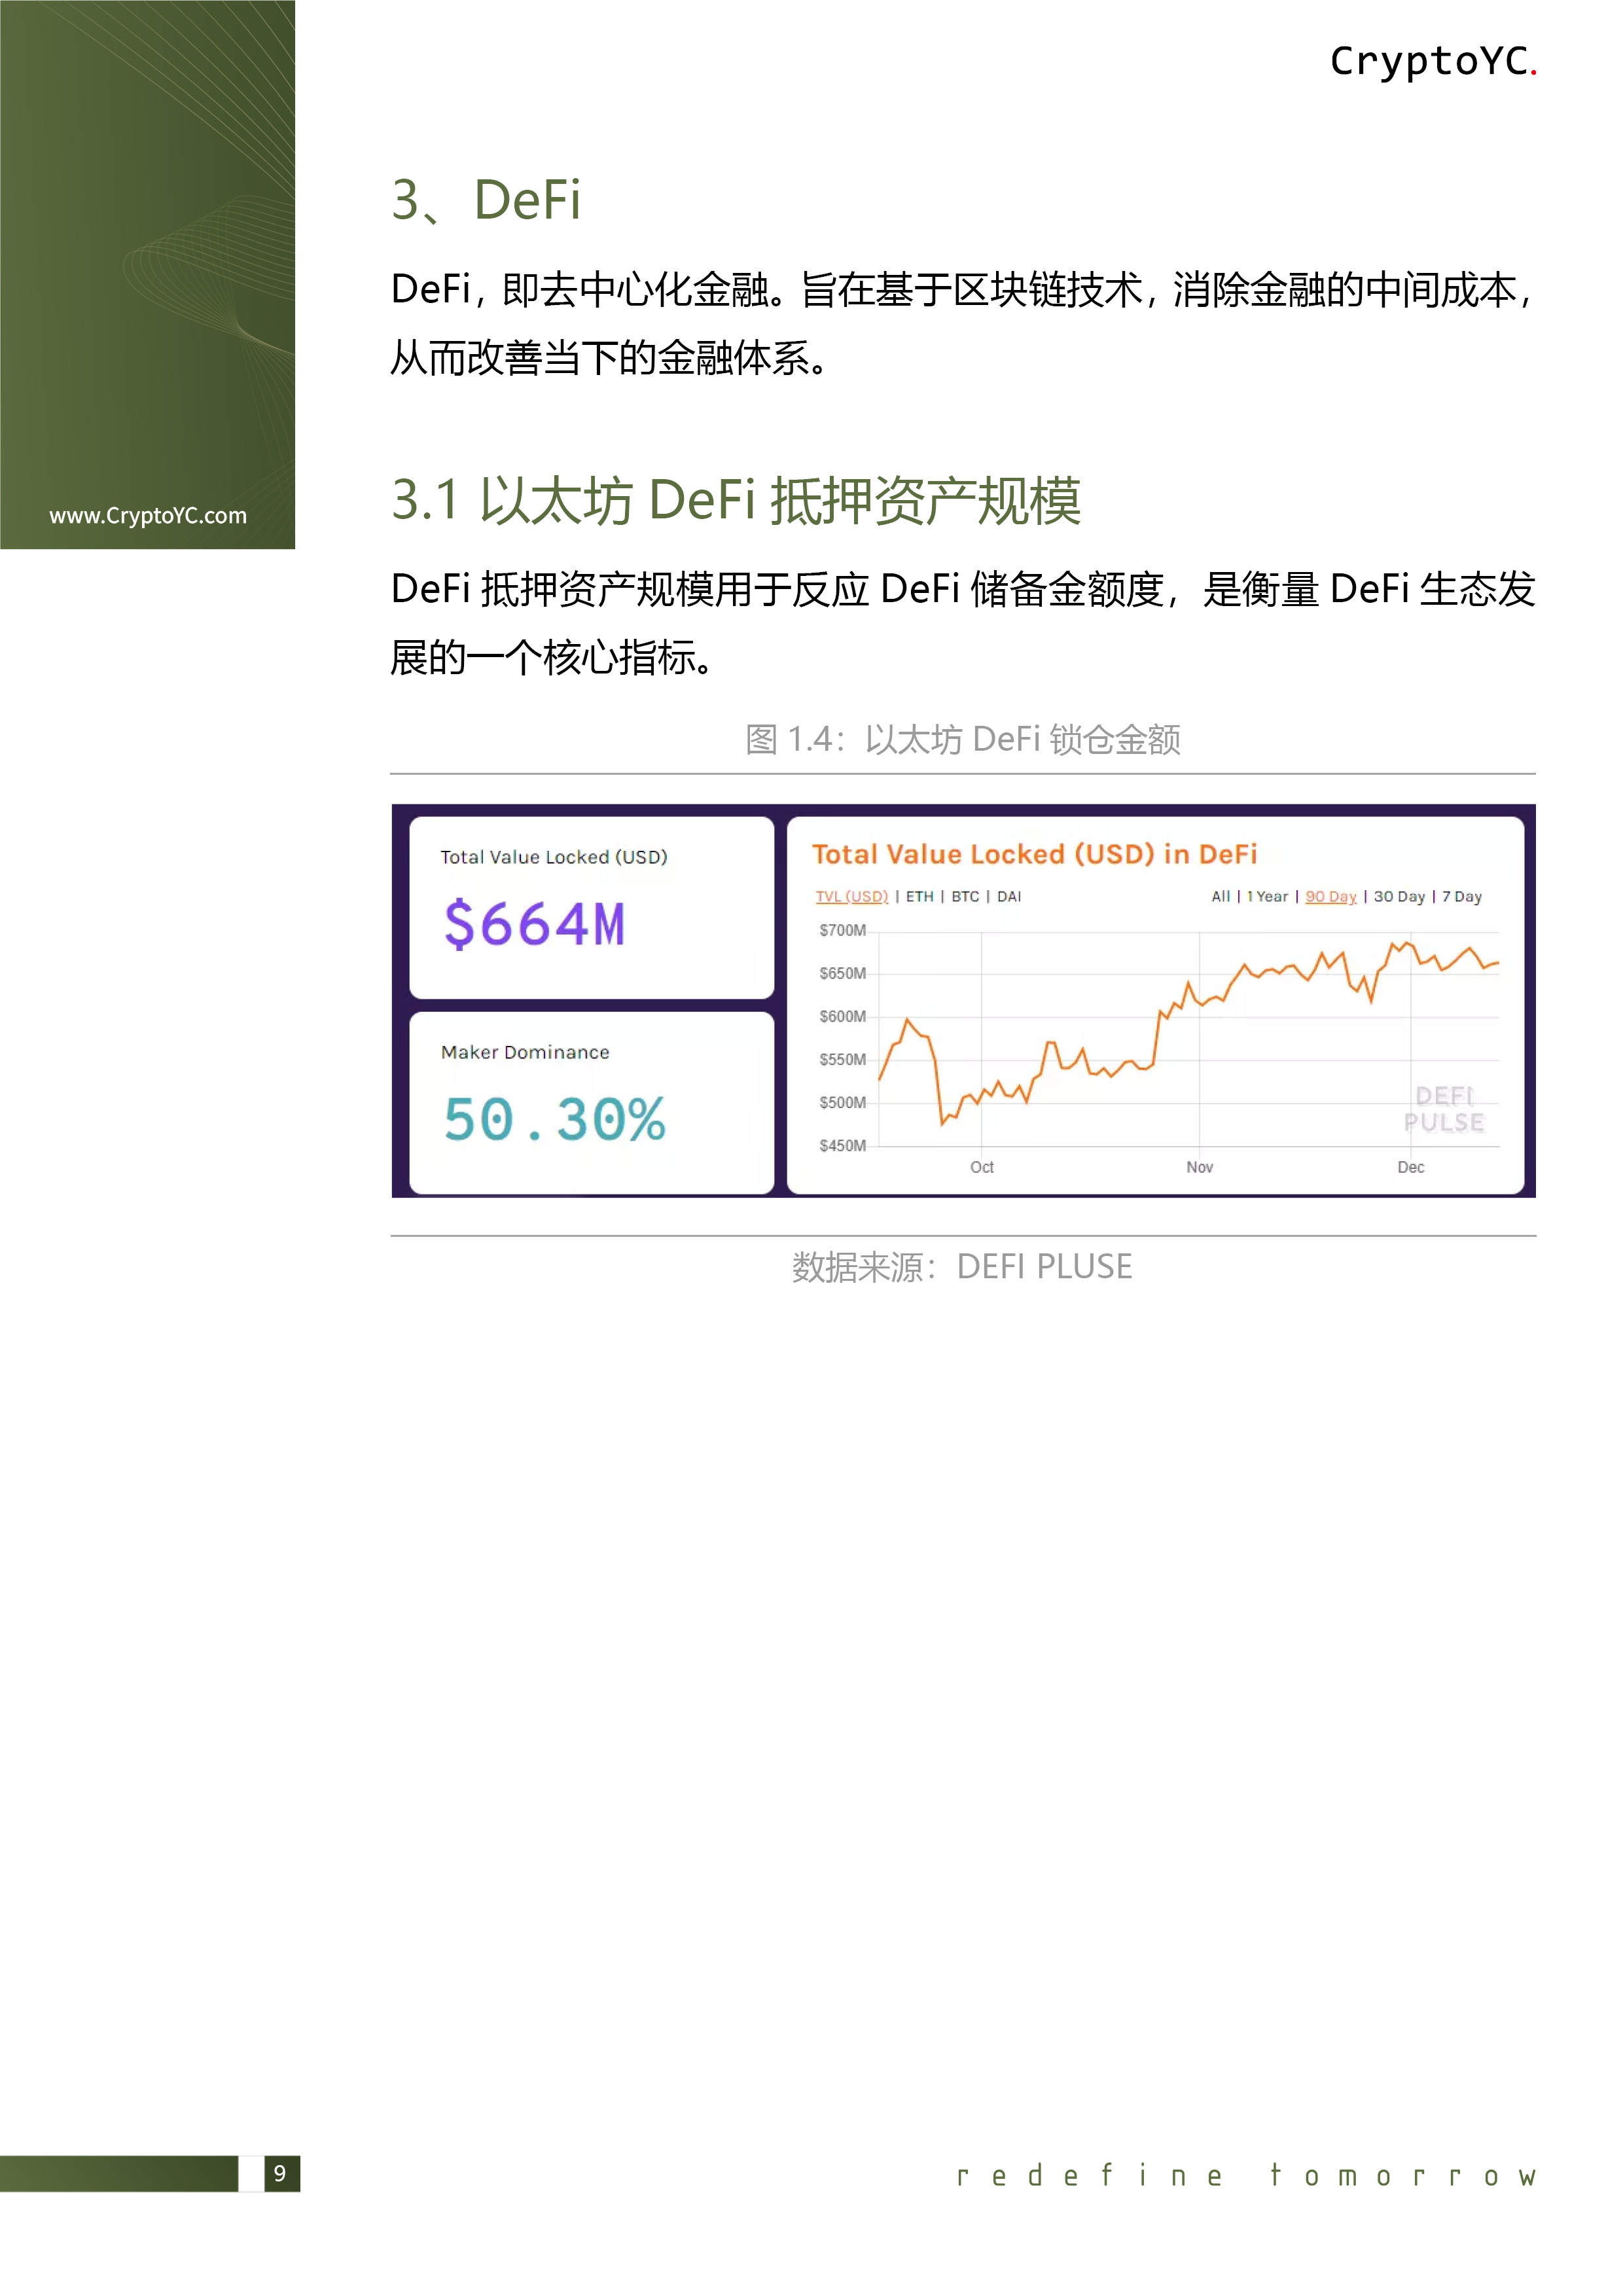 CryptoYC.
www.CryptoYC.com
3、DeFi
DeFi，即去中心化金融。旨在基于区块链技术，消除金融的中间成本，
从而改善当下的金融体系。
3.1 以太坊 DeFi 抵押资产规模
DeFi 抵押资产规模用于反应 DeFi 储备金额度，是衡量 DeFi 生态发
展的一个核心指标。
图 1.4：以太坊 DeFi 锁仓金额
Total Value Locked (USD)
$664M
Maker Dominance
50.30%
Total Value Locked (USD) in DeFi
TVL (USD) | ETH | BTC | DAI
All | 1 Year | 90 Day | 30 Day | 7 Day
$700M
$650M
$600M
$550M
$500M
$450M
Oct Nov Dec
DEFI
PULSE
数据来源：DEFI PLUSE
9
redefine tomorrow